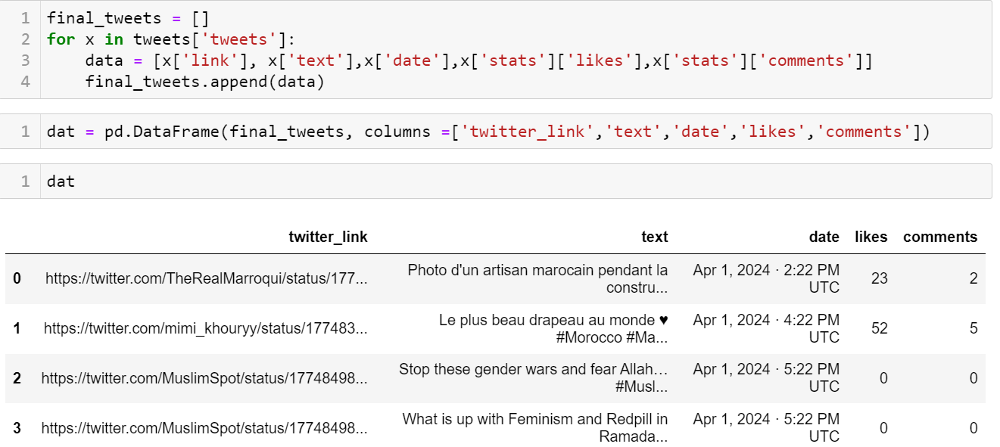 1 final_tweets = []
2 for x in tweets['tweets']:
3 data = [x['link'], x['text'],x['date'],x['stats']['likes'],x['stats']['comments']]
4 final_tweets.append(data)
1 dat = pd.DataFrame(final_tweets, columns =['twitter_link','text','date','likes','comments'])
1 dat
twitter_link text date likes comments
0 https://twitter.com/TheRealMarroqui/status/177... Photo d'un artisan marocain pendant la constru... Apr 1, 2024 · 2:22 PM UTC 23 2
1 https://twitter.com/mimi_khouryy/status/177483... Le plus beau drapeau au monde ♥ #Morocco #Ma... Apr 1, 2024 · 4:22 PM UTC 52 5
2 https://twitter.com/MuslimSpot/status/17748498... Stop these gender wars and fear Allah… #Musl... Apr 1, 2024 · 5:22 PM UTC 0 0
3 https://twitter.com/MuslimSpot/status/17748498... What is up with Feminism and Redpill in Ramada... Apr 1, 2024 · 5:22 PM UTC 0 0